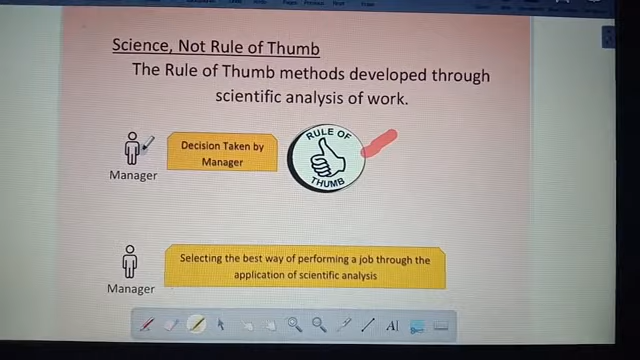 Science, Not Rule of Thumb
The Rule of Thumb methods developed through
scientific analysis of work.
Decision Taken by
Manager
RULE OF
THUMB
Manager
Selecting the best way of performing a job through the
application of scientific analysis
Manager
AI